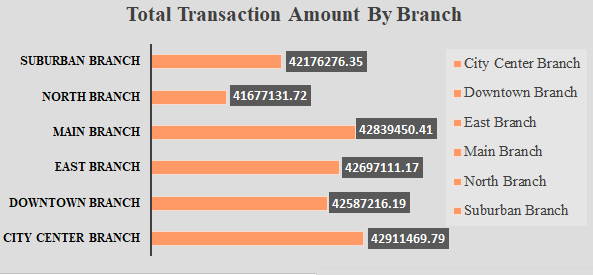 Total Transaction Amount By Branch
SUBURBAN BRANCH 42176276.35
NORTH BRANCH 41677131.72
MAIN BRANCH 42839450.41
EAST BRANCH 42697111.17
DOWNTOWN BRANCH 42587216.19
CITY CENTER BRANCH 42911469.79
City Center Branch
Downtown Branch
East Branch
Main Branch
North Branch
Suburban Branch